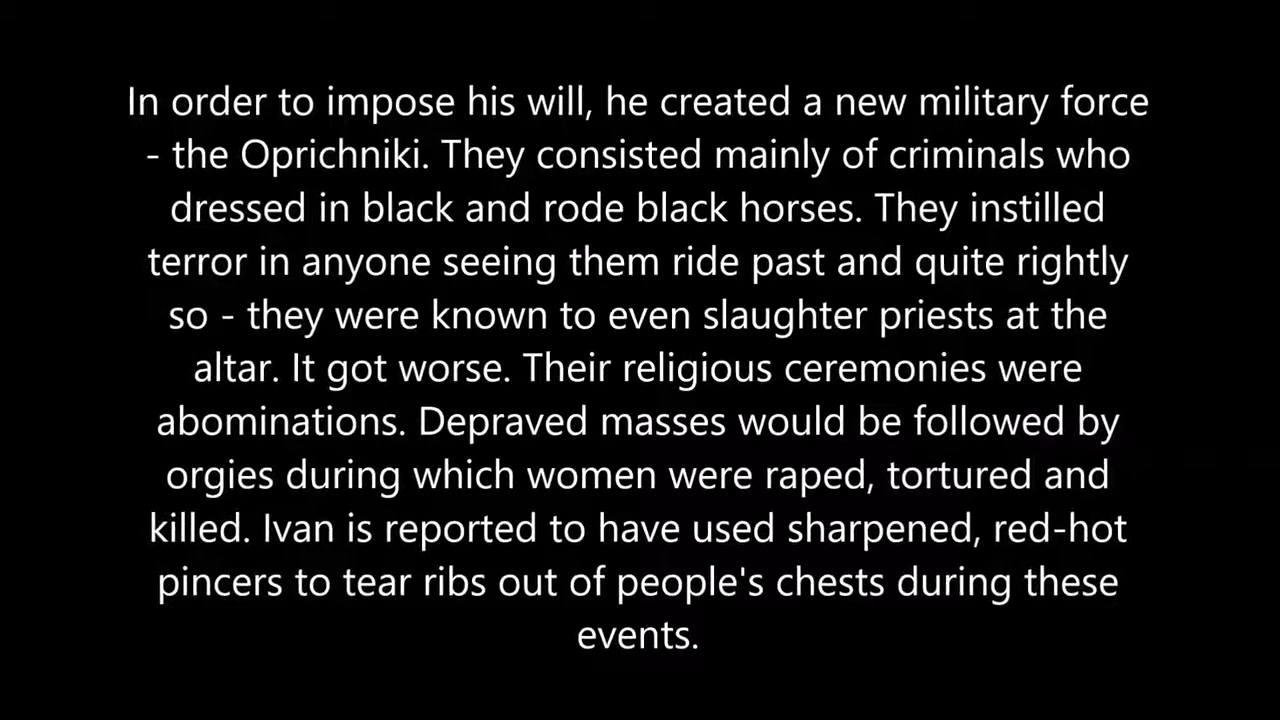 In order to impose his will, he created a new military force
- the Oprichniki. They consisted mainly of criminals who
dressed in black and rode black horses. They instilled
terror in anyone seeing them ride past and quite rightly
so - they were known to even slaughter priests at the
altar. It got worse. Their religious ceremonies were
abominations. Depraved masses would be followed by
orgies during which women were raped, tortured and
killed. Ivan is reported to have used sharpened, red-hot
pincers to tear ribs out of people's chests during these
events.